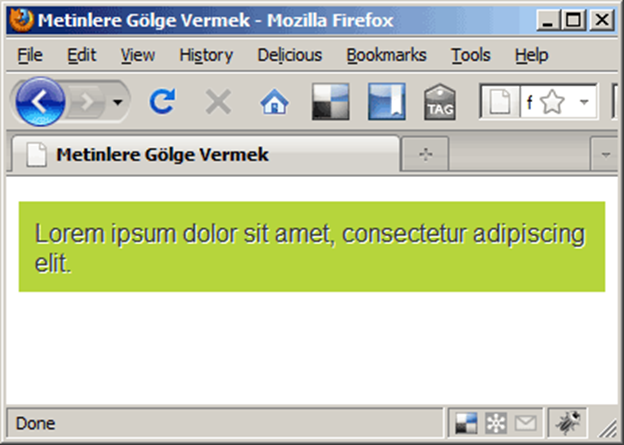 Metinlere Gölge Vermek - Mozilla Firefox
File Edit View History Delicious Bookmarks Tools Help
TAG f
Metinlere Gölge Vermek
Lorem ipsum dolor sit amet, consectetur adipiscing
elit.
Done